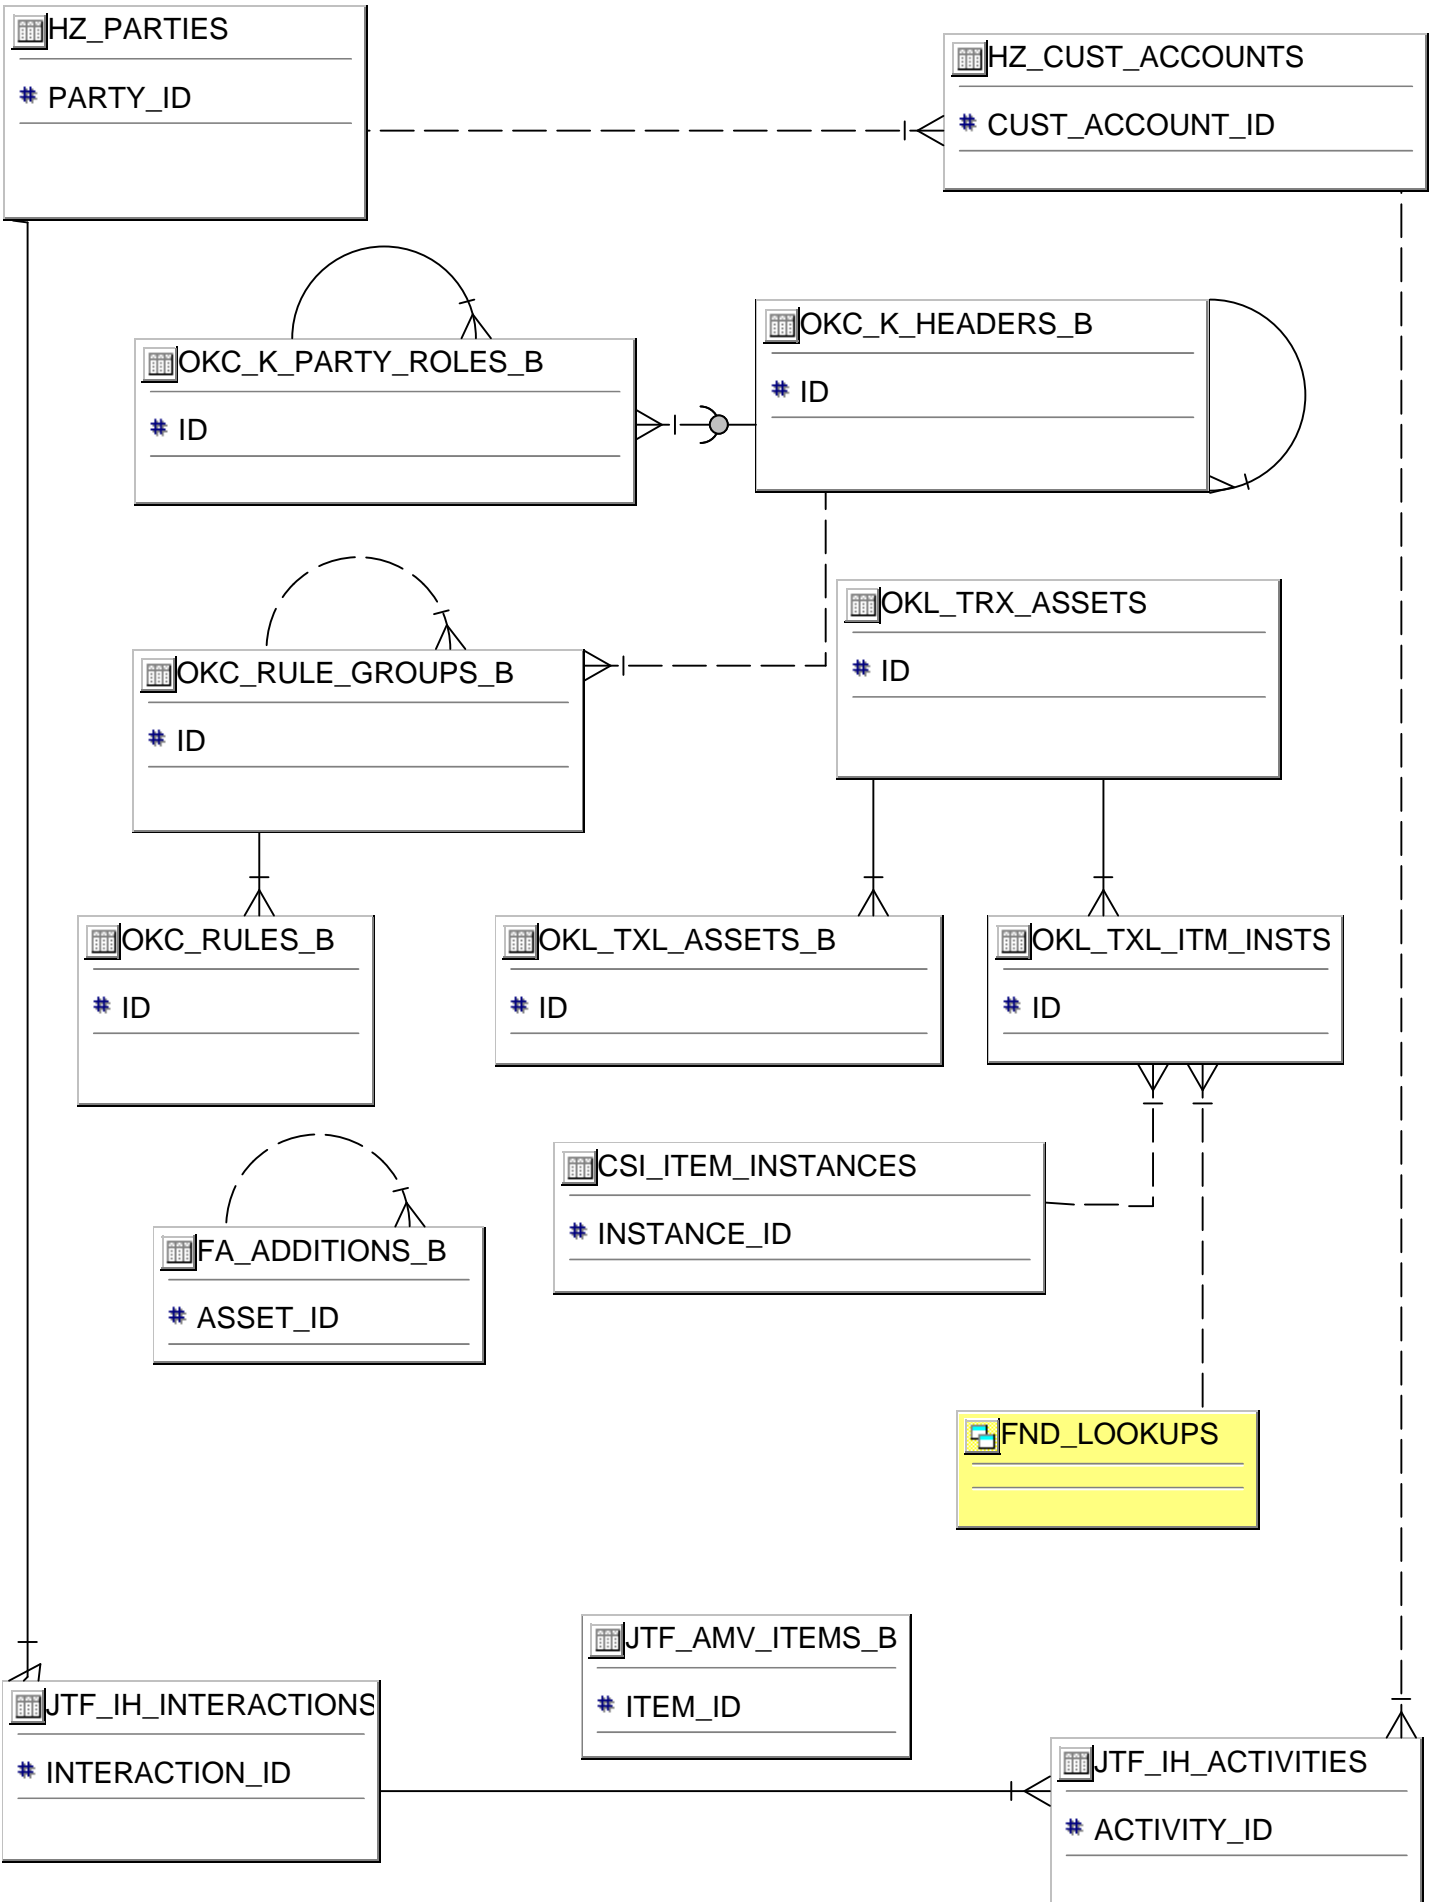 HZ_PARTIES
# PARTY_ID
HZ_CUST_ACCOUNTS
# CUST_ACCOUNT_ID
OKC_K_HEADERS_B
# ID
OKC_K_PARTY_ROLES_B
# ID
OKL_TRX_ASSETS
# ID
OKC_RULE_GROUPS_B
# ID
OKC_RULES_B
# ID
OKL_TXL_ASSETS_B
# ID
OKL_TXL_ITM_INSTS
# ID
CSI_ITEM_INSTANCES
# INSTANCE_ID
FA_ADDITIONS_B
# ASSET_ID
FND_LOOKUPS
JTF_AMV_ITEMS_B
# ITEM_ID
JTF_IH_INTERACTIONS
# INTERACTION_ID
JTF_IH_ACTIVITIES
# ACTIVITY_ID